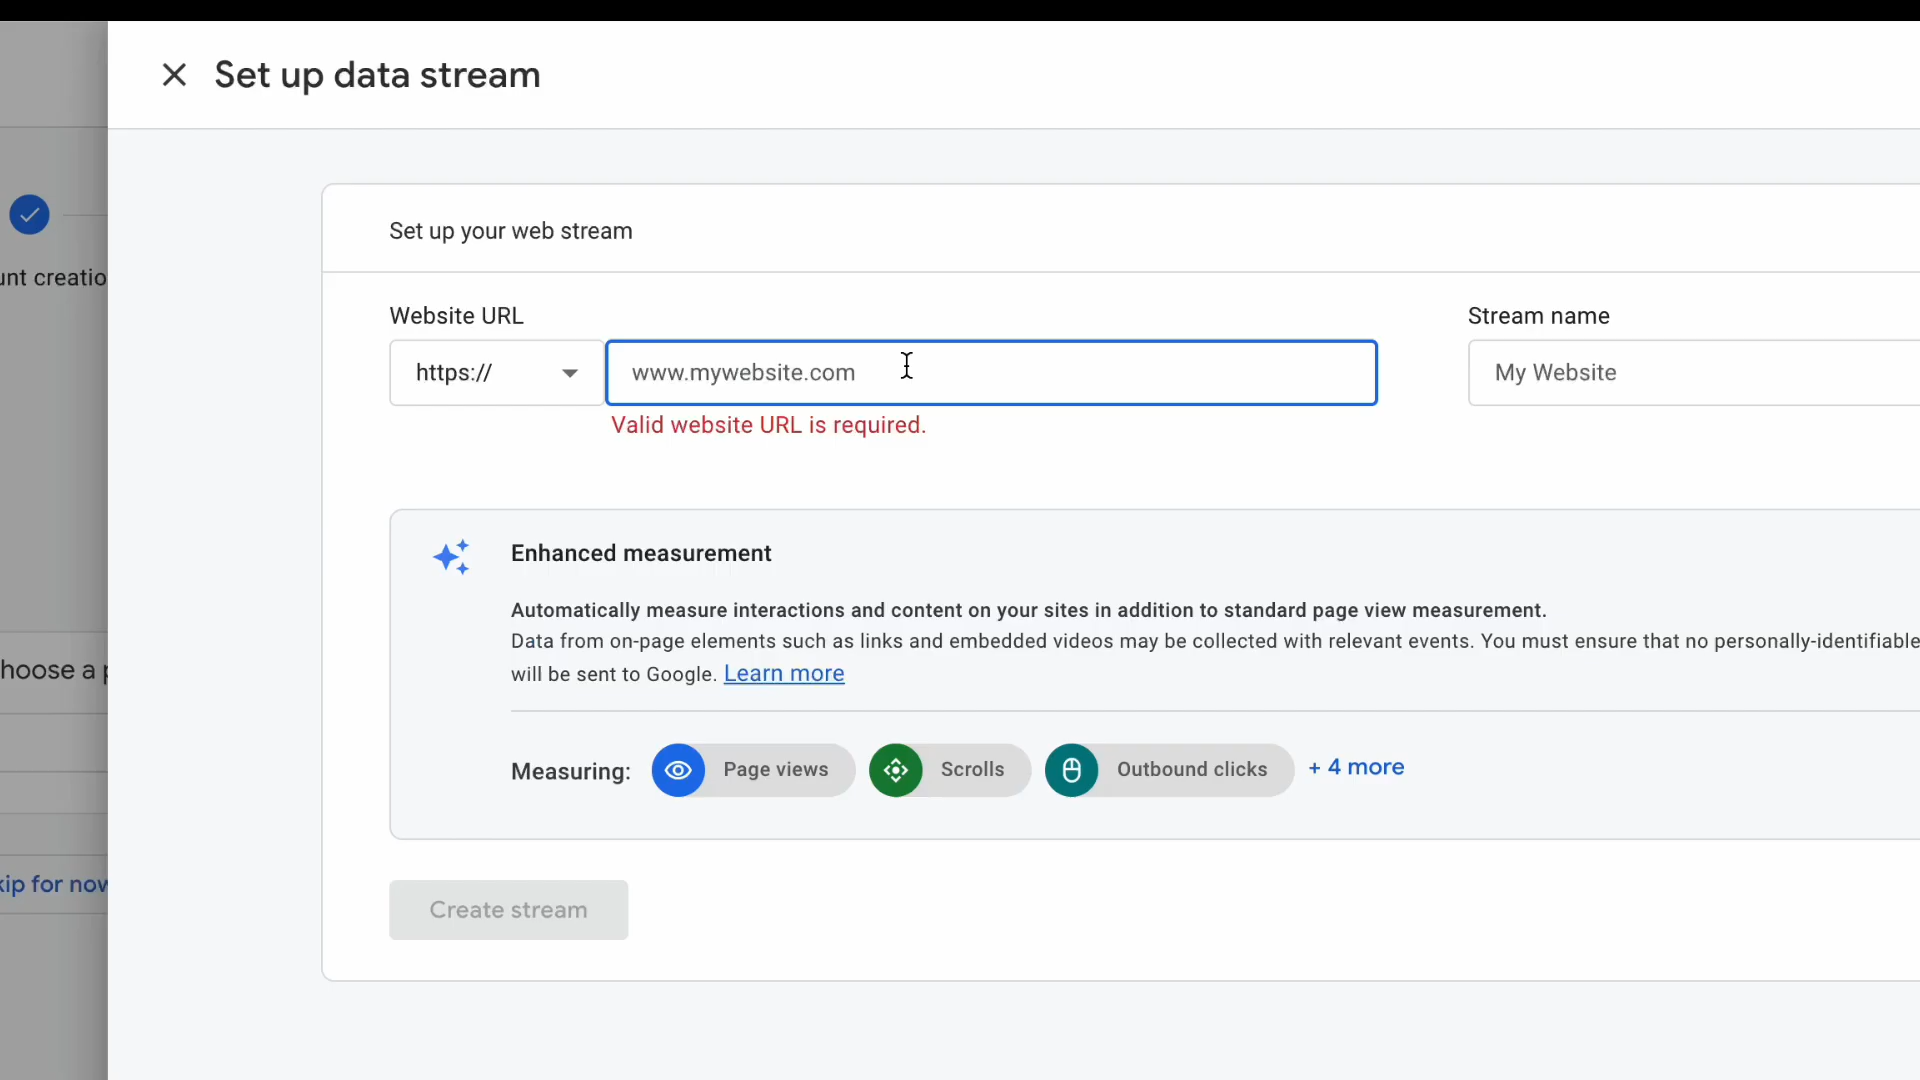 Set up data stream
unt creatio
Set up your web stream
Website URL
Stream name
https://
www.mywebsite.com
My Website
Valid website URL is required.
Enhanced measurement
Automatically measure interactions and content on your sites in addition to standard page view measurement.
Data from on-page elements such as links and embedded videos may be collected with relevant events. You must ensure that no personally-identifiable
will be sent to Google. Learn more
hoose a p
Measuring:
Page views
Scrolls
Outbound clicks
+ 4 more
kip for now
Create stream